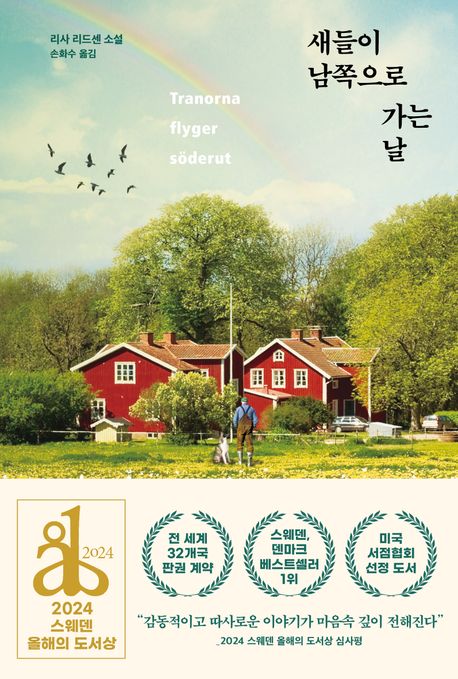 리사 리드센 소설
손화수 옮김
새들이
남쪽으로
가는
날
Tranorna
flyger
söderut
2024
2024
스웨덴
올해의 도서상
전 세계
32개국
판권 계약
스웨덴,
덴마크
베스트셀러
1위
미국
서점협회
선정 도서
“감동적이고 따사로운 이야기가 마음속 깊이 전해진다”
_2024 스웨덴 올해의 도서상 심사평